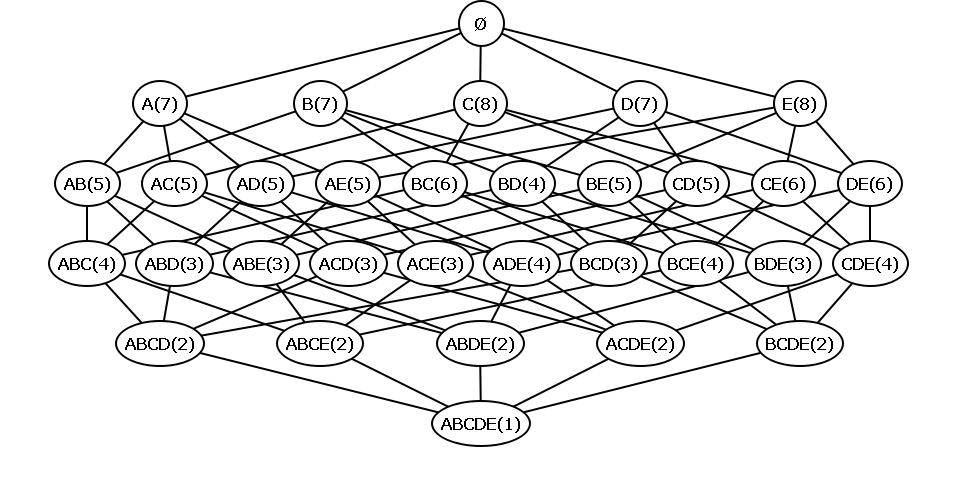 Ø
A(7) B(7) C(8) D(7) E(8)
AB(5) AC(5) AD(5) AE(5) BC(6) BD(4) BE(5) CD(5) CE(6) DE(6)
ABC(4) ABD(3) ABE(3) ACD(3) ACE(3) ADE(4) BCD(3) BCE(4) BDE(3) CDE(4)
ABCD(2) ABCE(2) ABDE(2) ACDE(2) BCDE(2)
ABCDE(1)